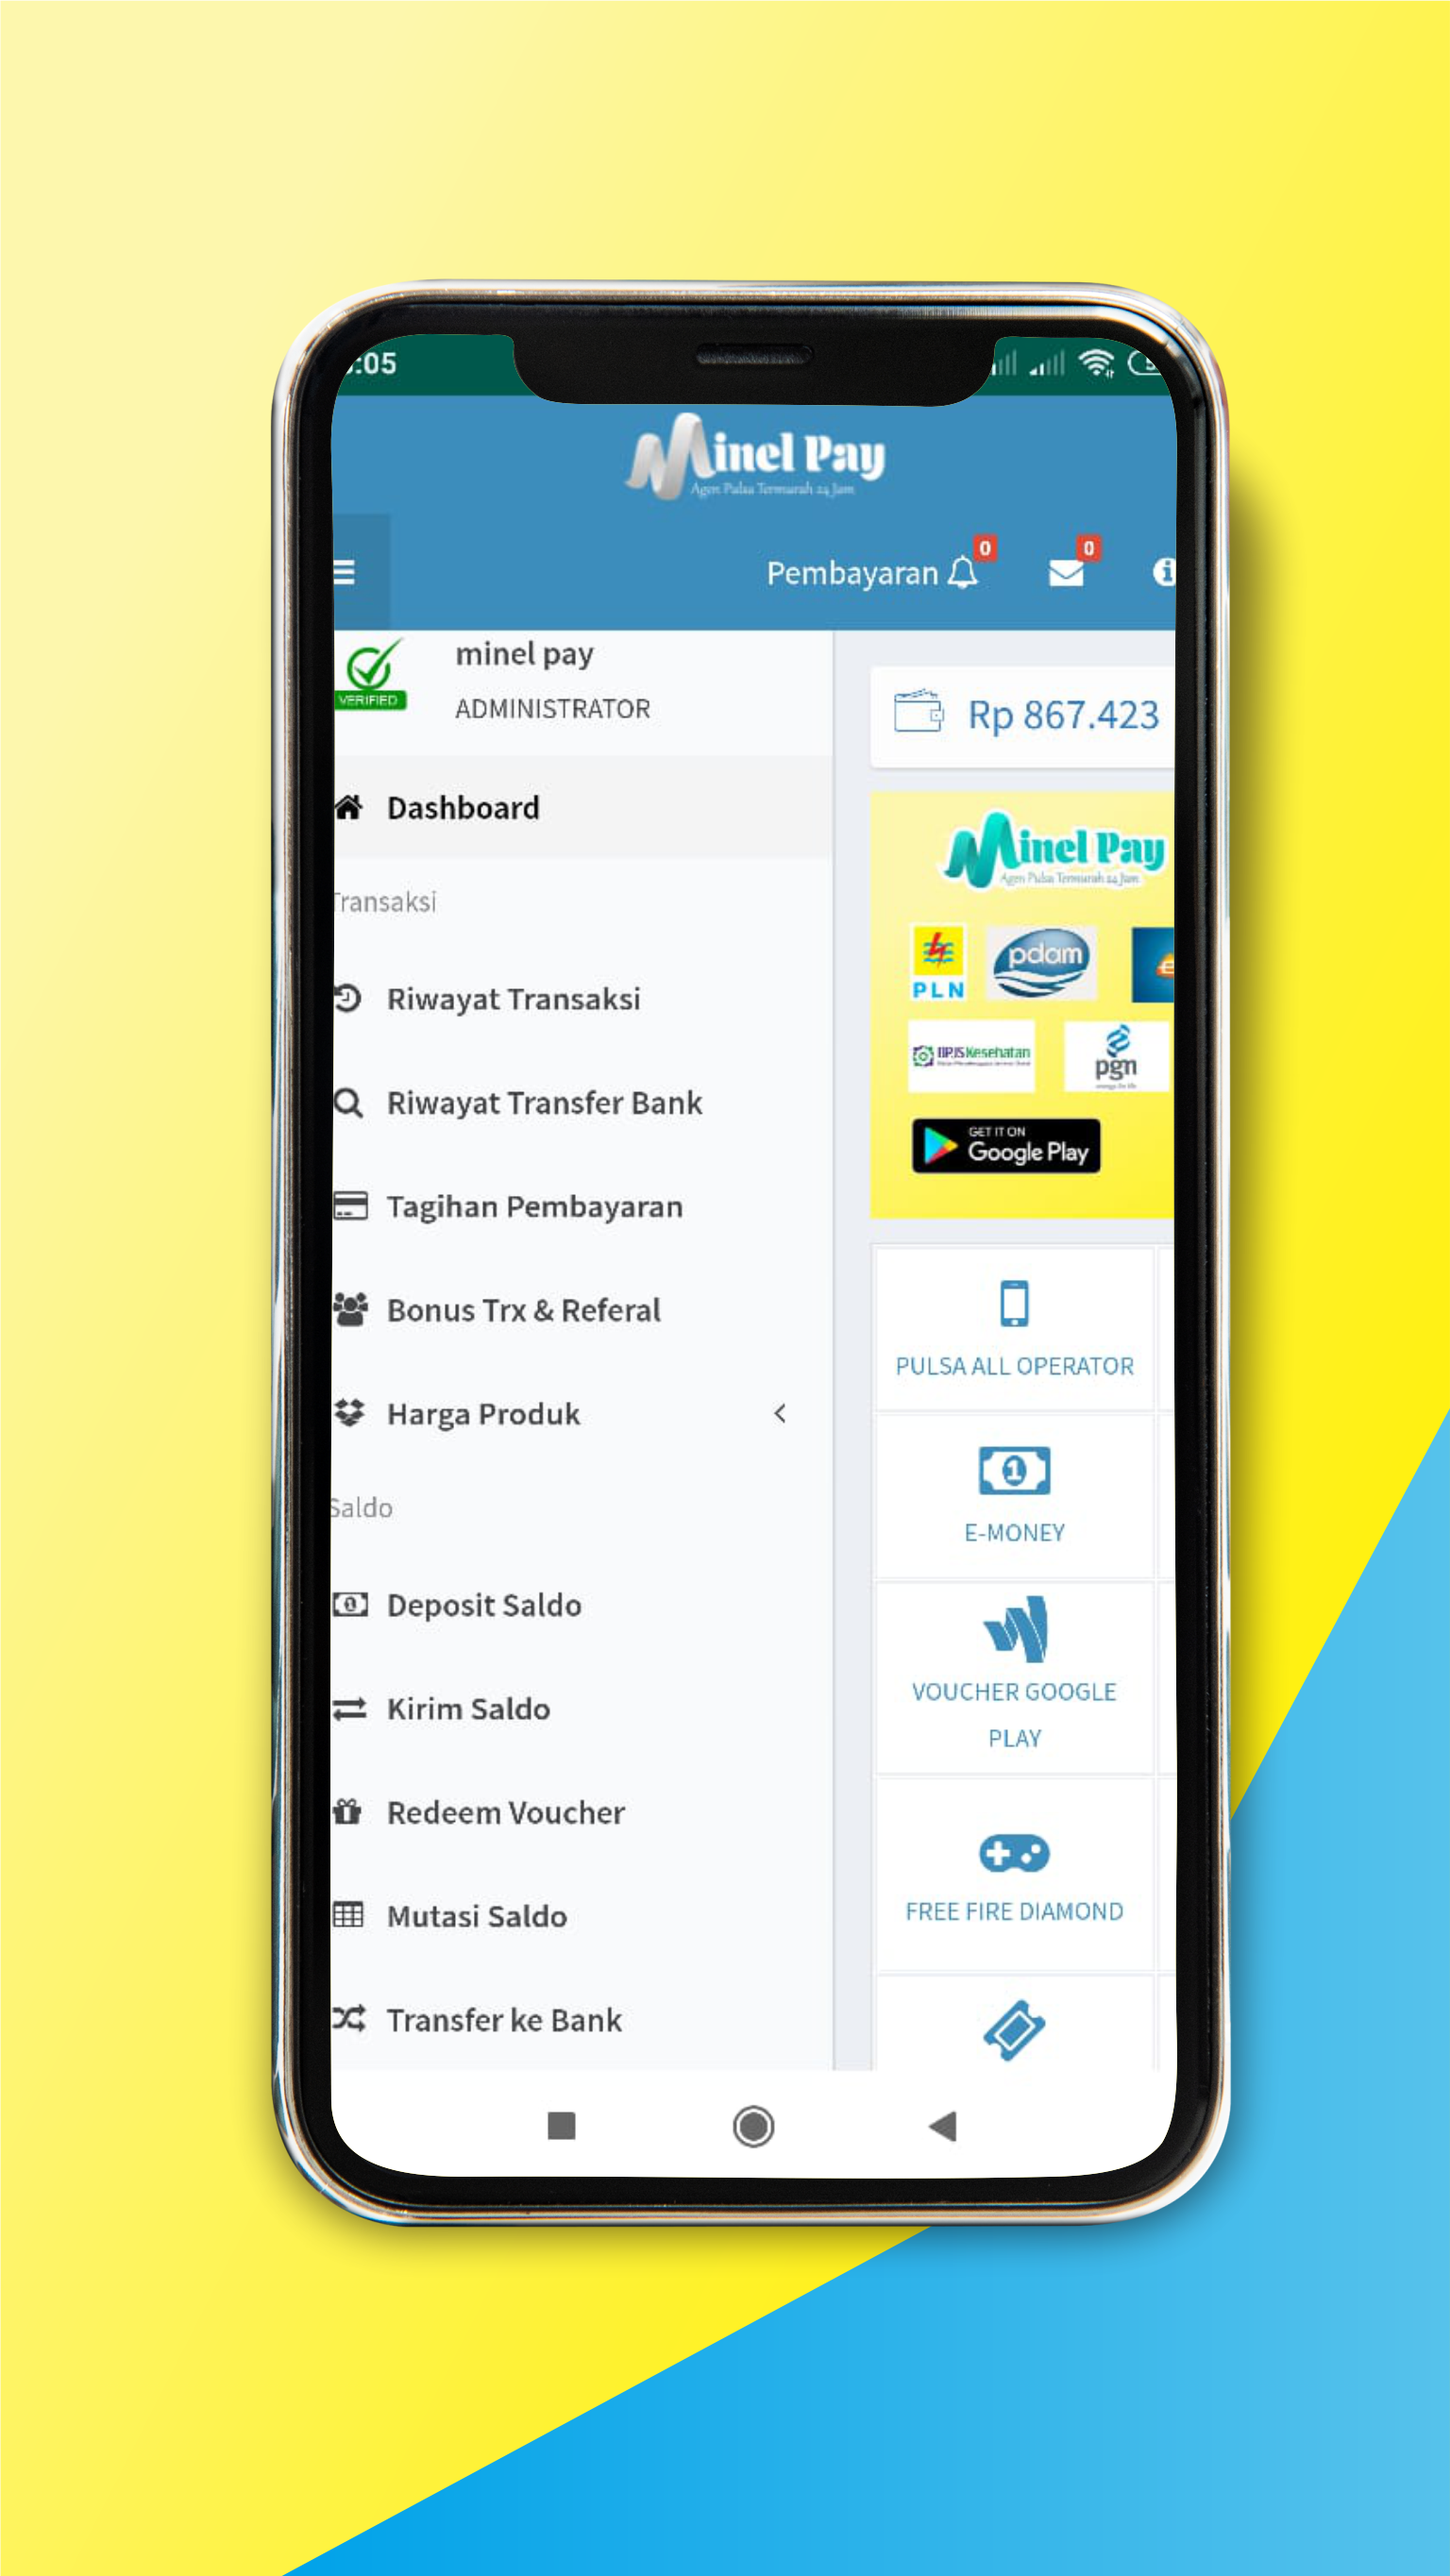 :05
Minel Pay
Agen Pulsa Termurah 24 Jam
Pembayaran
0
0
VERIFIED
minel pay
ADMINISTRATOR
Rp 867.423
Dashboard
Transaksi
Riwayat Transaksi
Riwayat Transfer Bank
Tagihan Pembayaran
Bonus Trx & Referal
Harga Produk
Saldo
Deposit Saldo
Kirim Saldo
Redeem Voucher
Mutasi Saldo
Transfer ke Bank
Minel Pay
Agen Pulsa Termurah 24 Jam
PLN
pdam
BPJS Kesehatan
pgn
GET IT ON
Google Play
PULSA ALL OPERATOR
1
E-MONEY
VOUCHER GOOGLE
PLAY
FREE FIRE DIAMOND